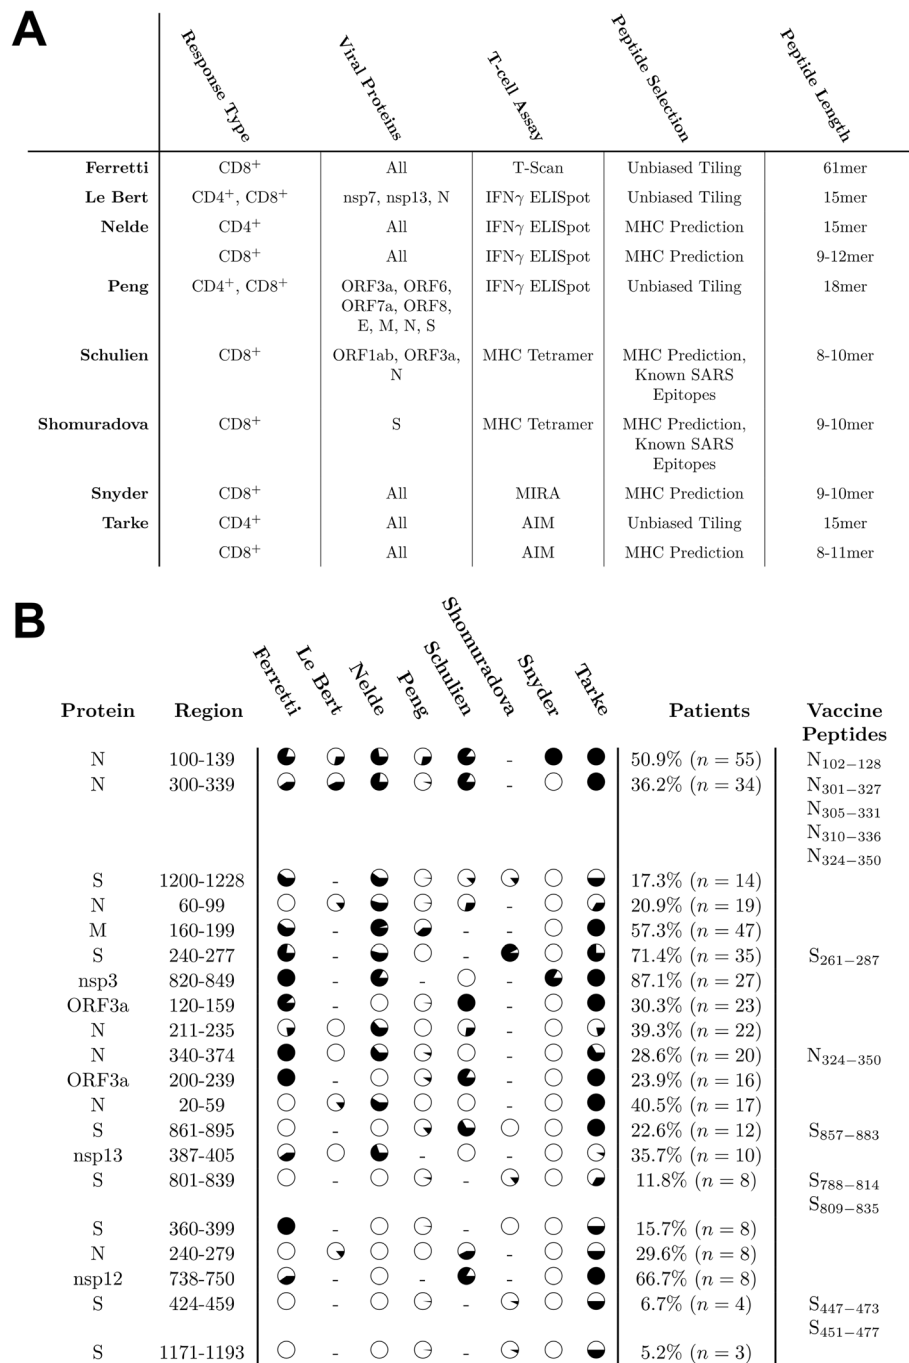 A
Response Type Viral Proteins T-cell Assay Peptide Selection Peptide Length
Ferretti CD8+ All T-Scan Unbiased Tiling 61mer
Le Bert CD4+, CD8+ nsp7, nsp13, N IFNγ ELISpot Unbiased Tiling 15mer
Nelde CD4+ All IFNγ ELISpot MHC Prediction 15mer
CD8+ All IFNγ ELISpot MHC Prediction 9-12mer
Peng CD4+, CD8+ ORF3a, ORF6, IFNγ ELISpot Unbiased Tiling 18mer
ORF7a, ORF8,
E, M, N, S
Schulien CD8+ ORF1ab, ORF3a, MHC Tetramer MHC Prediction, 8-10mer
N Known SARS
Epitopes
Shomuradova CD8+ S MHC Tetramer MHC Prediction, 9-10mer
Known SARS
Epitopes
Snyder CD8+ All MIRA MHC Prediction 9-10mer
Tarke CD4+ All AIM Unbiased Tiling 15mer
CD8+ All AIM MHC Prediction 8-11mer
B
Protein Region Ferretti Le Bert Nelde Peng Schulien Shomuradova Snyder Tarke Patients Vaccine
Peptides
N 100-139 - 50.9% (n = 55) N102−128
N 300-339 - 36.2% (n = 34) N301−327
N305−331
N310−336
N324−350
S 1200-1228 - 17.3% (n = 14)
N 60-99 - 20.9% (n = 19)
M 160-199 - - - 57.3% (n = 47)
S 240-277 - - 71.4% (n = 35) S261−287
nsp3 820-849 - - - 87.1% (n = 27)
ORF3a 120-159 - - 30.3% (n = 23)
N 211-235 - 39.3% (n = 22)
N 340-374 - 28.6% (n = 20) N324−350
ORF3a 200-239 - - 23.9% (n = 16)
N 20-59 - 40.5% (n = 17)
S 861-895 - 22.6% (n = 12) S857−883
nsp13 387-405 - - 35.7% (n = 10)
S 801-839 - - 11.8% (n = 8) S788−814
S809−835
S 360-399 - - 15.7% (n = 8)
N 240-279 - 29.6% (n = 8)
nsp12 738-750 - - - 66.7% (n = 8)
S 424-459 - - 6.7% (n = 4) S447−473
S451−477
S 1171-1193 - - 5.2% (n = 3)